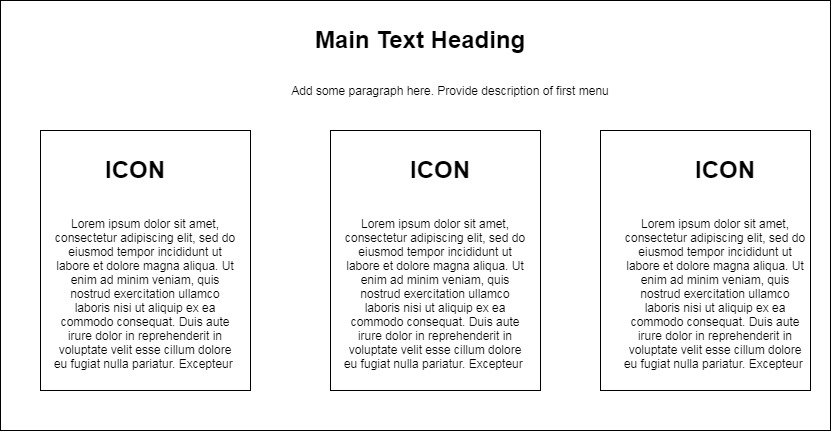 Main Text Heading
Add some paragraph here. Provide description of first menu
ICON
Lorem ipsum dolor sit amet,
consectetur adipiscing elit, sed do
eiusmod tempor incididunt ut
labore et dolore magna aliqua. Ut
enim ad minim veniam, quis
nostrud exercitation ullamco
laboris nisi ut aliquip ex ea
commodo consequat. Duis aute
irure dolor in reprehenderit in
voluptate velit esse cillum dolore
eu fugiat nulla pariatur. Excepteur
ICON
Lorem ipsum dolor sit amet,
consectetur adipiscing elit, sed do
eiusmod tempor incididunt ut
labore et dolore magna aliqua. Ut
enim ad minim veniam, quis
nostrud exercitation ullamco
laboris nisi ut aliquip ex ea
commodo consequat. Duis aute
irure dolor in reprehenderit in
voluptate velit esse cillum dolore
eu fugiat nulla pariatur. Excepteur
ICON
Lorem ipsum dolor sit amet,
consectetur adipiscing elit, sed do
eiusmod tempor incididunt ut
labore et dolore magna aliqua. Ut
enim ad minim veniam, quis
nostrud exercitation ullamco
laboris nisi ut aliquip ex ea
commodo consequat. Duis aute
irure dolor in reprehenderit in
voluptate velit esse cillum dolore
eu fugiat nulla pariatur. Excepteur